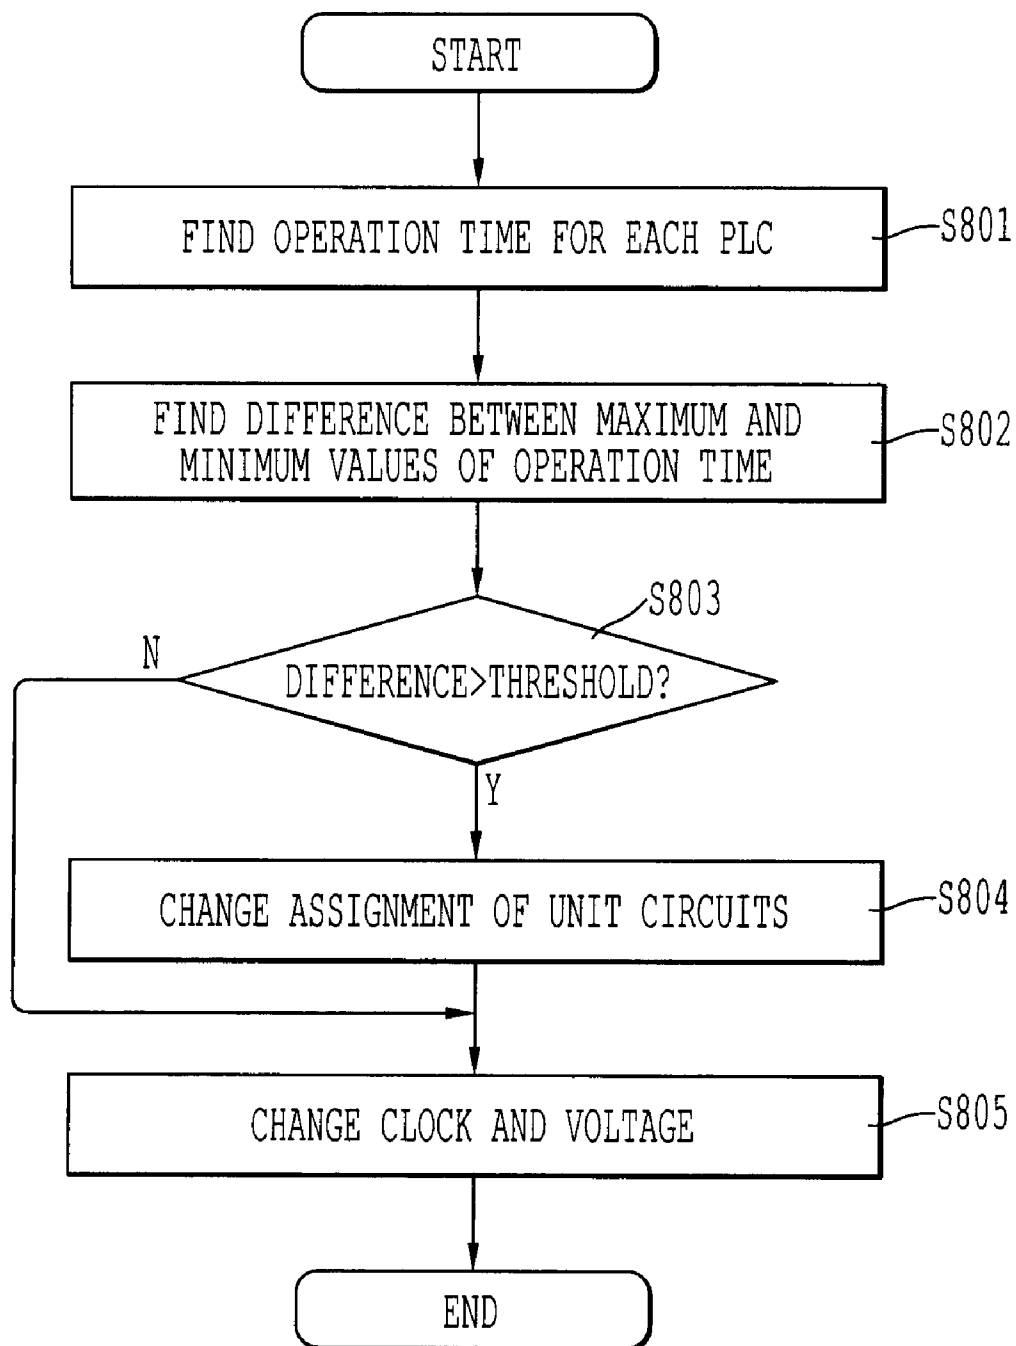 START
FIND OPERATION TIME FOR EACH PLC
S801
FIND DIFFERENCE BETWEEN MAXIMUM AND
MINIMUM VALUES OF OPERATION TIME
S802
S803
N
DIFFERENCE>THRESHOLD?
Y
CHANGE ASSIGNMENT OF UNIT CIRCUITS
S804
CHANGE CLOCK AND VOLTAGE
S805
END